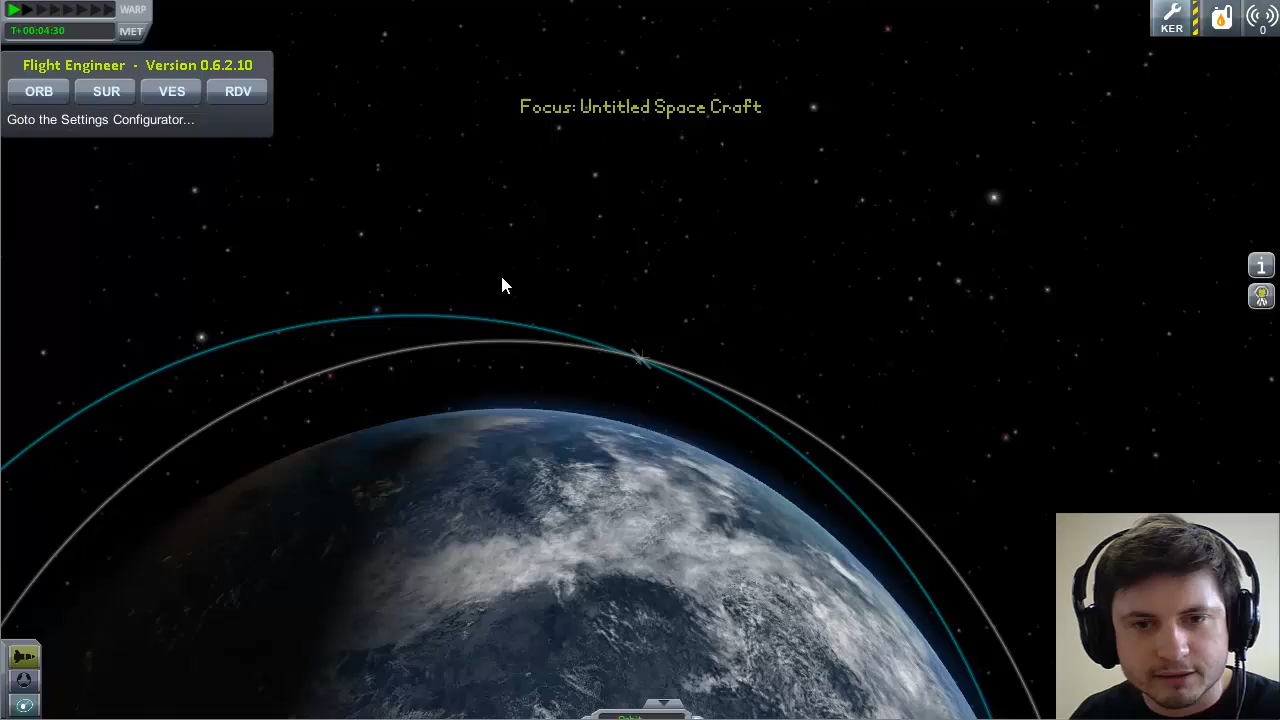 WARP
T+00:04:30
MET
KER
0
Flight Engineer - Version 0.6.2.10
ORB SUR VES RDV
Goto the Settings Configurator...
Focus: Untitled Space Craft
Orbit